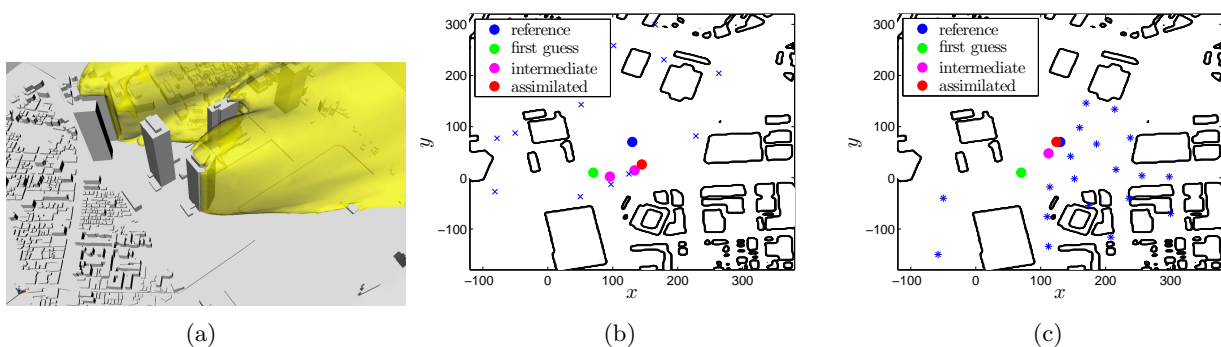 reference
first guess
intermediate
assimilated
300
200
100
0
−100
y
−100
0
100
200
300
x
reference
first guess
intermediate
assimilated
300
200
100
0
−100
y
−100
0
100
200
300
x
(a)
(b)
(c)